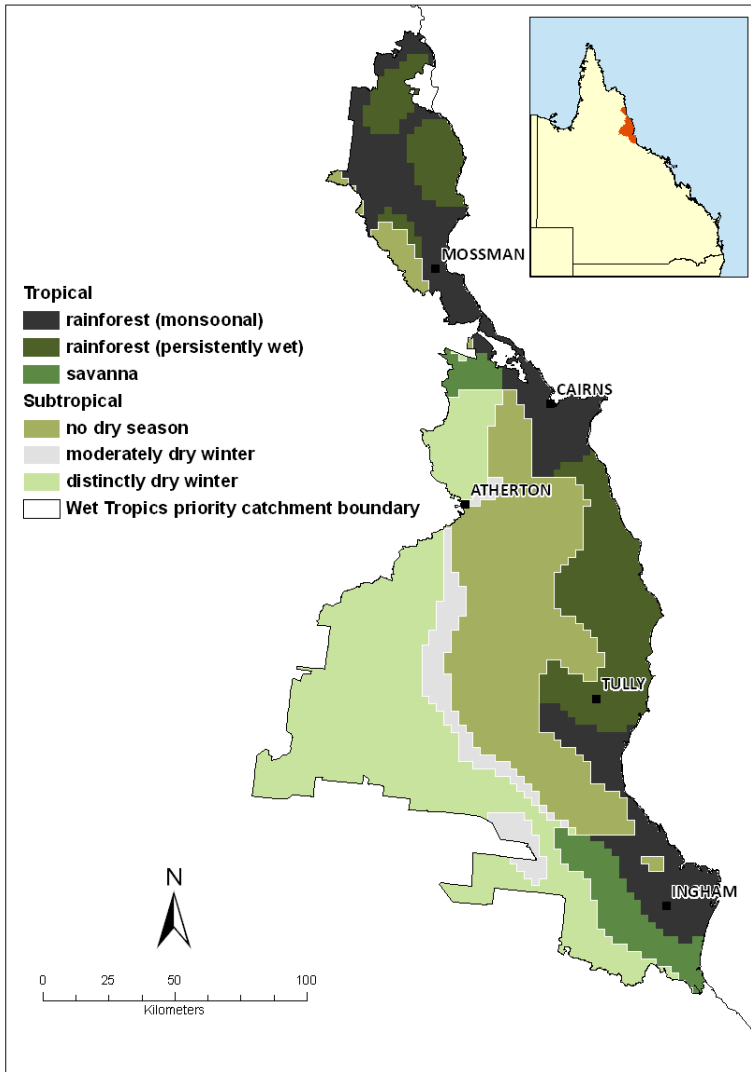 MOSSMAN
Tropical
rainforest (monsoonal)
rainforest (persistently wet)
savanna
Subtropical
no dry season
moderately dry winter
distinctly dry winter
Wet Tropics priority catchment boundary
CAIRNS
ATHERTON
TULLY
INGHAM
N
0 25 50 100
Kilometers